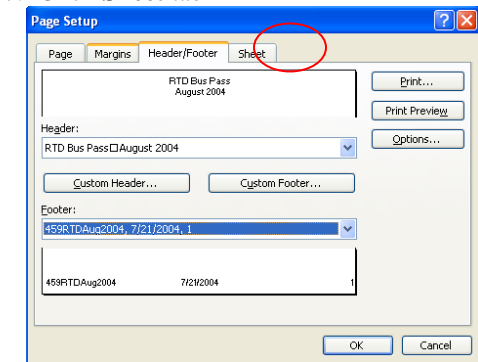 Page Setup
Page Margins Header/Footer Sheet
RTD Bus Pass
August 2004
Print...
Print Preview
Options...
Header:
RTD Bus Pass□August 2004
Custom Header... Custom Footer...
Footer:
459RTDAug2004, 7/21/2004, 1
459RTDAug2004 7/21/2004 1
OK Cancel